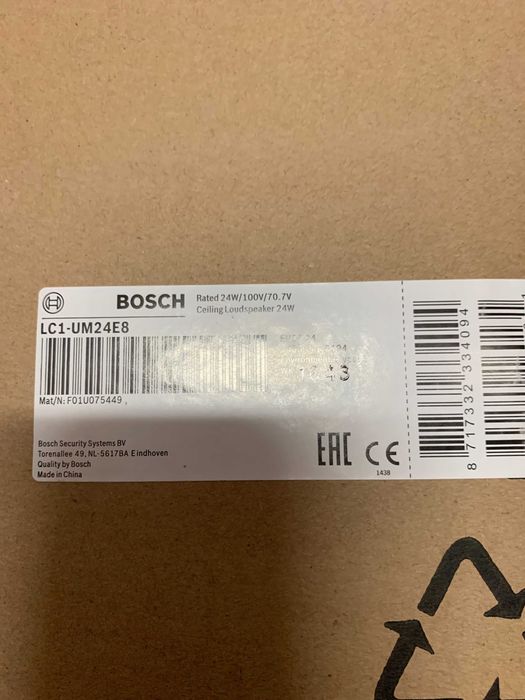 BOSCH
Rated 24W/100V/70.7V
Ceiling Loudspeaker 24W
LC1-UM24E8
Mat/N: F01U075449 ,
Bosch Security Systems BV
Torenallee 49, NL-5617BA Eindhoven
Quality by Bosch
Made in China
EAC CE
1438
8 717332 334094